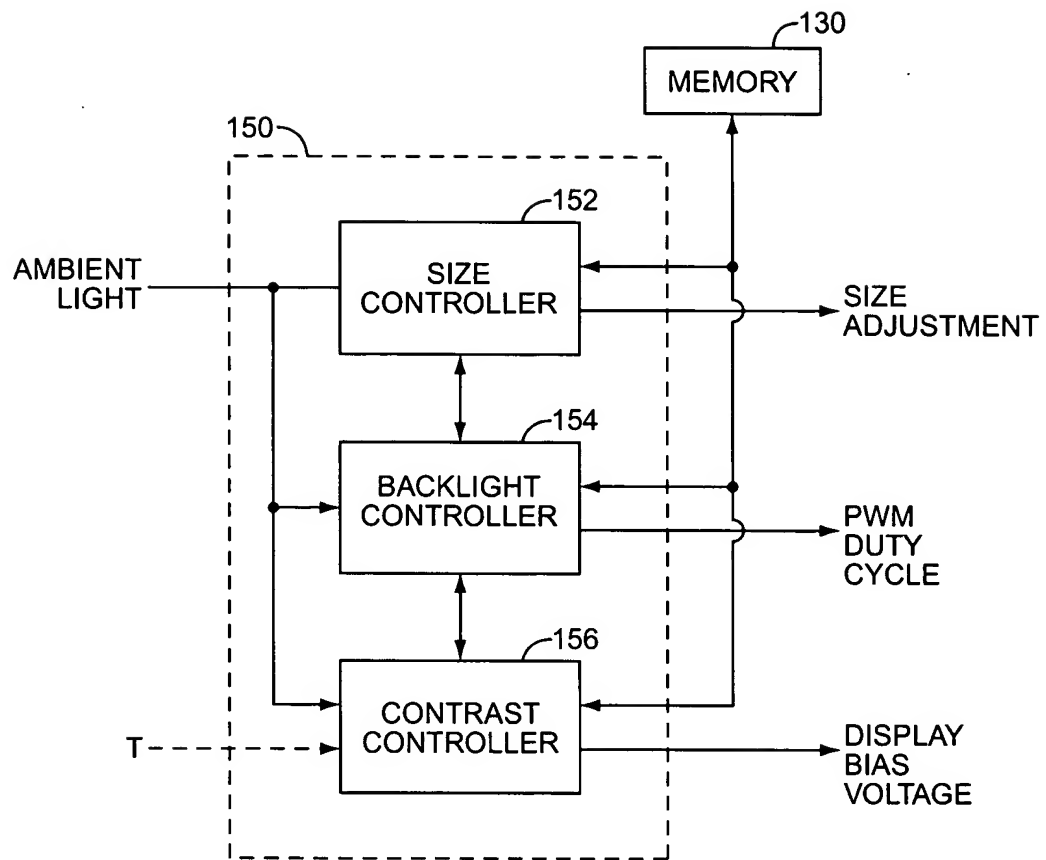 130
MEMORY
150
152
AMBIENT
LIGHT
SIZE
CONTROLLER
SIZE
ADJUSTMENT
154
BACKLIGHT
CONTROLLER
PWM
DUTY
CYCLE
156
CONTRAST
CONTROLLER
T
DISPLAY
BIAS
VOLTAGE